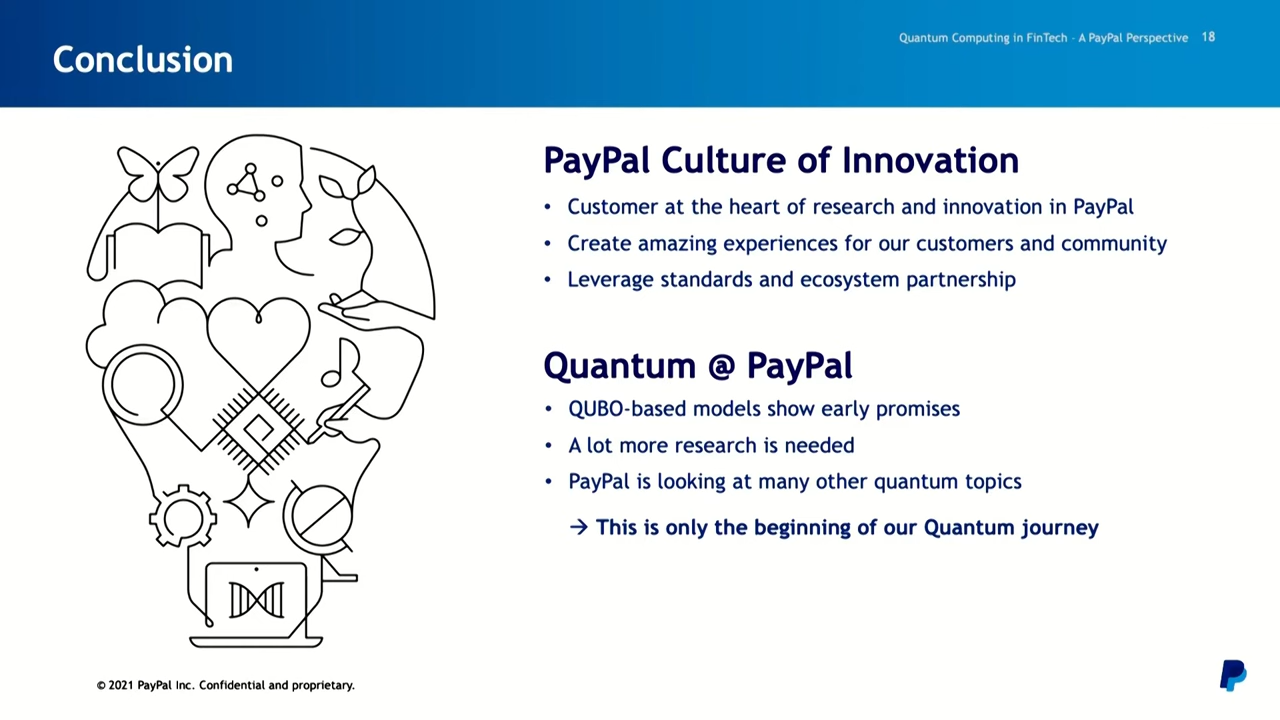 Conclusion
Quantum Computing in FinTech - A PayPal Perspective 18
PayPal Culture of Innovation
• Customer at the heart of research and innovation in PayPal
• Create amazing experiences for our customers and community
• Leverage standards and ecosystem partnership
Quantum @ PayPal
• QUBO-based models show early promises
• A lot more research is needed
• PayPal is looking at many other quantum topics
→ This is only the beginning of our Quantum journey
© 2021 PayPal Inc. Confidential and proprietary.